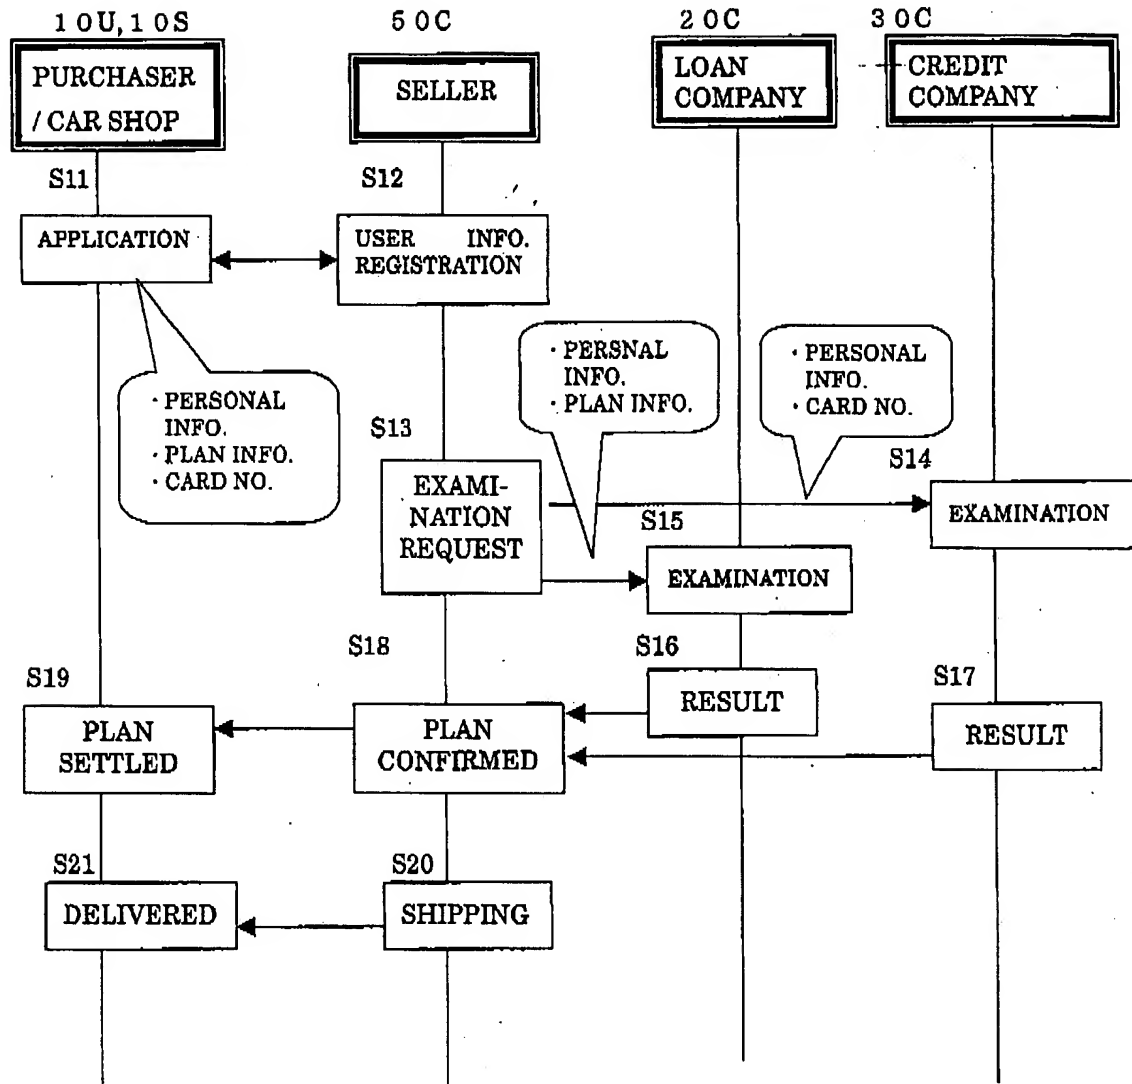 10U,10S
50C
20C
30C
PURCHASER
/ CAR SHOP
SELLER
LOAN
COMPANY
CREDIT
COMPANY
S11
S12
APPLICATION
USER INFO.
REGISTRATION
· PERSONAL
INFO.
· PLAN INFO.
· CARD NO.
· PERSNAL
INFO.
· PLAN INFO.
· PERSONAL
INFO.
· CARD NO.
S13
S14
EXAMI-
NATION
REQUEST
S15
EXAMINATION
EXAMINATION
S18
S16
S17
S19
RESULT
RESULT
PLAN
SETTLED
PLAN
CONFIRMED
S21
S20
DELIVERED
SHIPPING